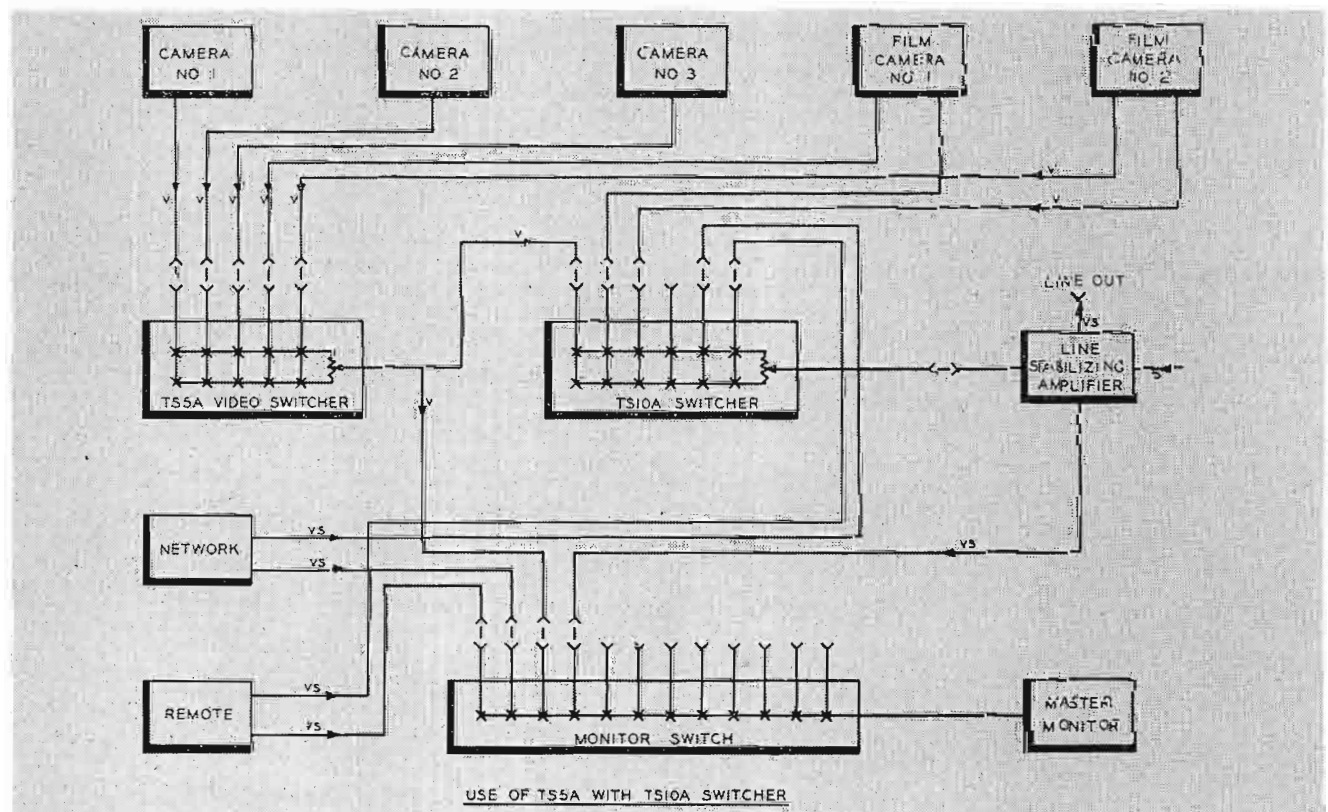 CAMERA
NO 1
CAMERA
NO 2
CAMERA
NO 3
FILM
CAMERA
NO 1
FILM
CAMERA
NO 2
V
V
V
V
V
V
V
V
LINE OUT
VS
LINE
STABILIZING
AMPLIFIER
S
TS5A VIDEO SWITCHER
TS10A SWITCHER
V
NETWORK
VS
VS
VS
REMOTE
VS
VS
MONITOR SWITCH
MASTER
MONITOR
USE OF TS5A WITH TS10A SWITCHER